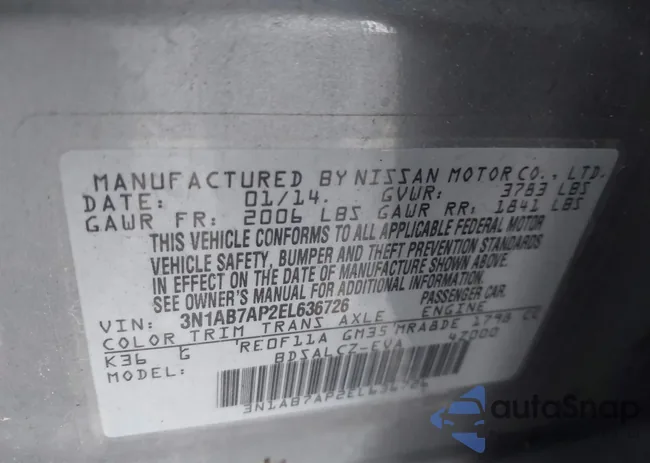 MANUFACTURED BY NISSAN MOTOR CO., LTD.
DATE: 01/14. GVWR: 3783 LBS
GAWR FR: 2006 LBS GAWR RR: 1841 LBS
THIS VEHICLE CONFORMS TO ALL APPLICABLE FEDERAL MOTOR
VEHICLE SAFETY, BUMPER AND THEFT PREVENTION STANDARDS
IN EFFECT ON THE DATE OF MANUFACTURE SHOWN ABOVE.
SEE OWNER'S MANUAL FOR ADDITIONAL INFORMATION.
VIN: 3N1AB7AP2EL636726 PASSENGER CAR.
COLOR TRIM TRANS AXLE ENGINE
K36 G RE0F11A GM35 MRA8DE 1798 CC
MODEL: BDSALCZ-EVA 42000
3N1AB7AP2EL636726
autoSnap